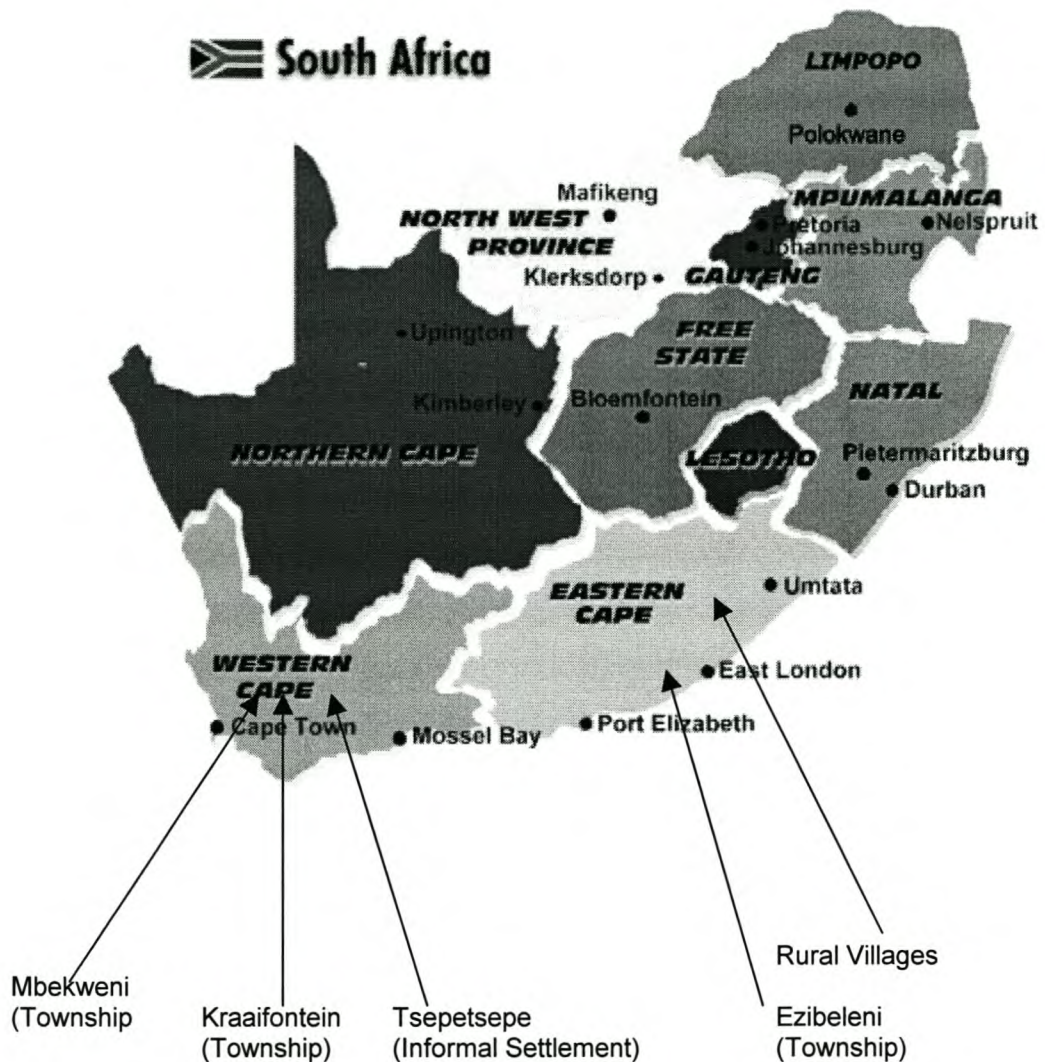 South Africa
LIMPOPO
Polokwane
Mafikeng
MPUMALANGA
NORTH WEST
PROVINCE
Pretoria
Nelspruit
Johannesburg
Klerksdorp
GAUTENG
Upington
FREE
STATE
NATAL
Kimberley
Bloemfontein
NORTHERN CAPE
LESOTHO
Pietermaritzburg
Durban
EASTERN
CAPE
Umtata
WESTERN
CAPE
East London
Cape Town
Mossel Bay
Port Elizabeth
Rural Villages
Mbekweni
(Township
Kraaifontein
(Township)
Tsepetsepe
(Informal Settlement)
Ezibeleni
(Township)